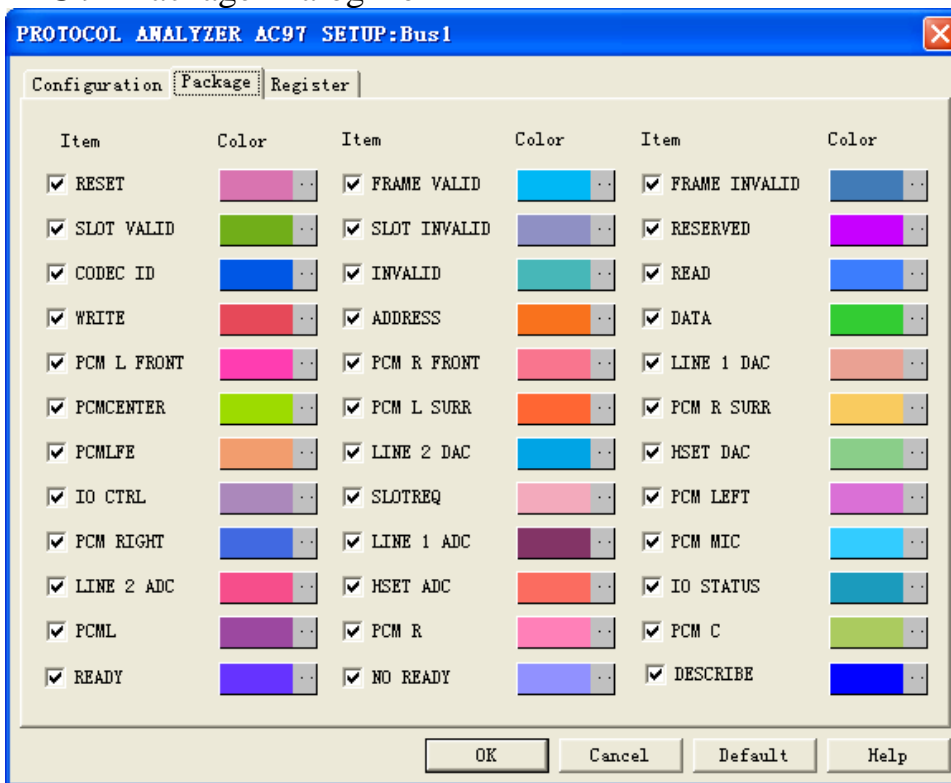 PROTOCOL ANALYZER AC97 SETUP:Bus1
Configuration Package Register
Item Color Item Color Item Color
RESET FRAME VALID FRAME INVALID
SLOT VALID SLOT INVALID RESERVED
CODEC ID INVALID READ
WRITE ADDRESS DATA
PCM L FRONT PCM R FRONT LINE 1 DAC
PCMCENTER PCM L SURR PCM R SURR
PCMLFE LINE 2 DAC HSET DAC
IO CTRL SLOTREQ PCM LEFT
PCM RIGHT LINE 1 ADC PCM MIC
LINE 2 ADC HSET ADC IO STATUS
PCML PCM R PCM C
READY NO READY DESCRIBE
OK Cancel Default Help